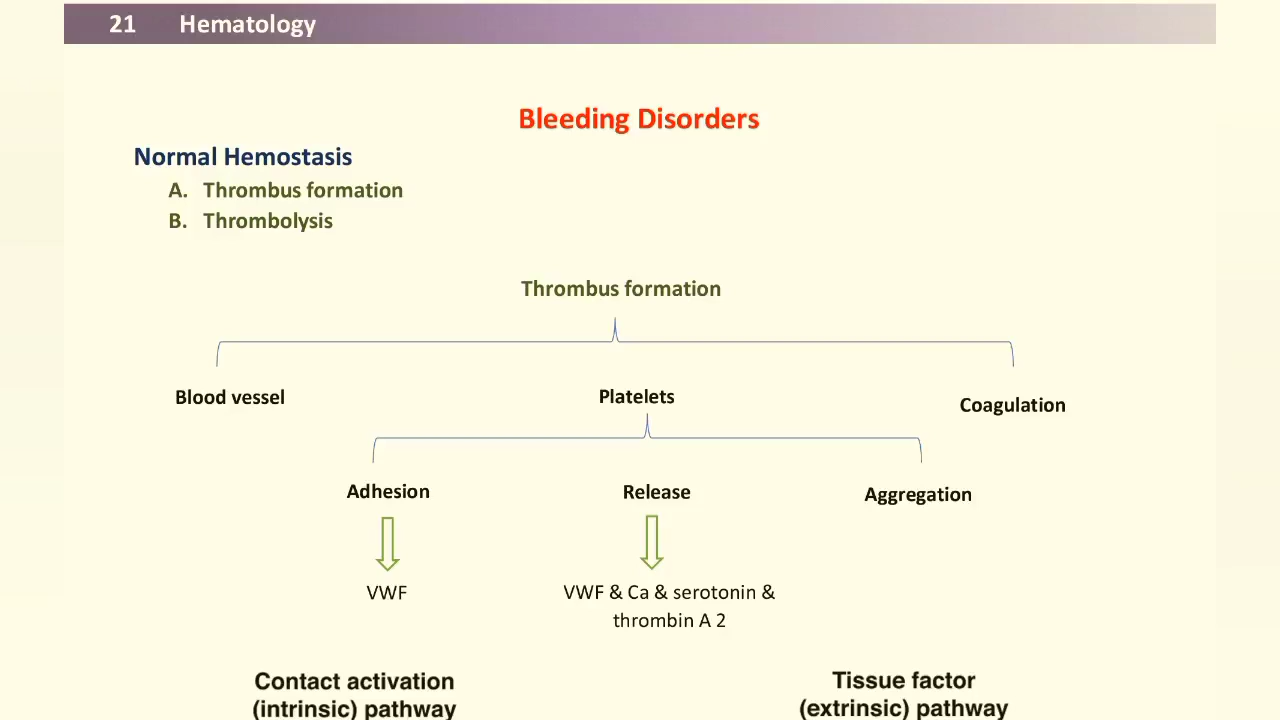 21 Hematology
Bleeding Disorders
Normal Hemostasis
A. Thrombus formation
B. Thrombolysis
Thrombus formation
Blood vessel Platelets Coagulation
Adhesion Release Aggregation
VWF VWF & Ca & serotonin &
thrombin A 2
Contact activation Tissue factor
(intrinsic) pathway (extrinsic) pathway